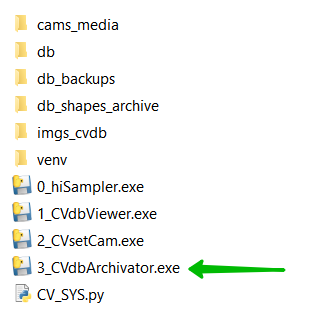 cams_media
db
db_backups
db_shapes_archive
imgs_cvdb
venv
0_hiSampler.exe
1_CVdbViewer.exe
2_CVsetCam.exe
3_CVdbArchivator.exe
CV_SYS.py